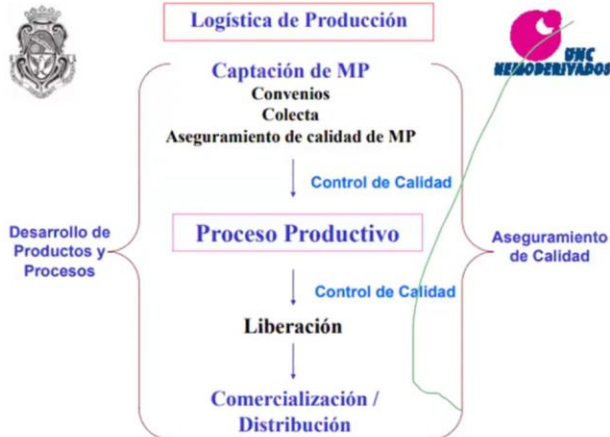 Logística de Producción
UNC
HEMODERIVADOS
Captación de MP
Convenios
Colecta
Aseguramiento de calidad de MP
Control de Calidad
Desarrollo de
Productos y
Procesos
Proceso Productivo
Aseguramiento
de Calidad
Control de Calidad
Liberación
Comercialización /
Distribución